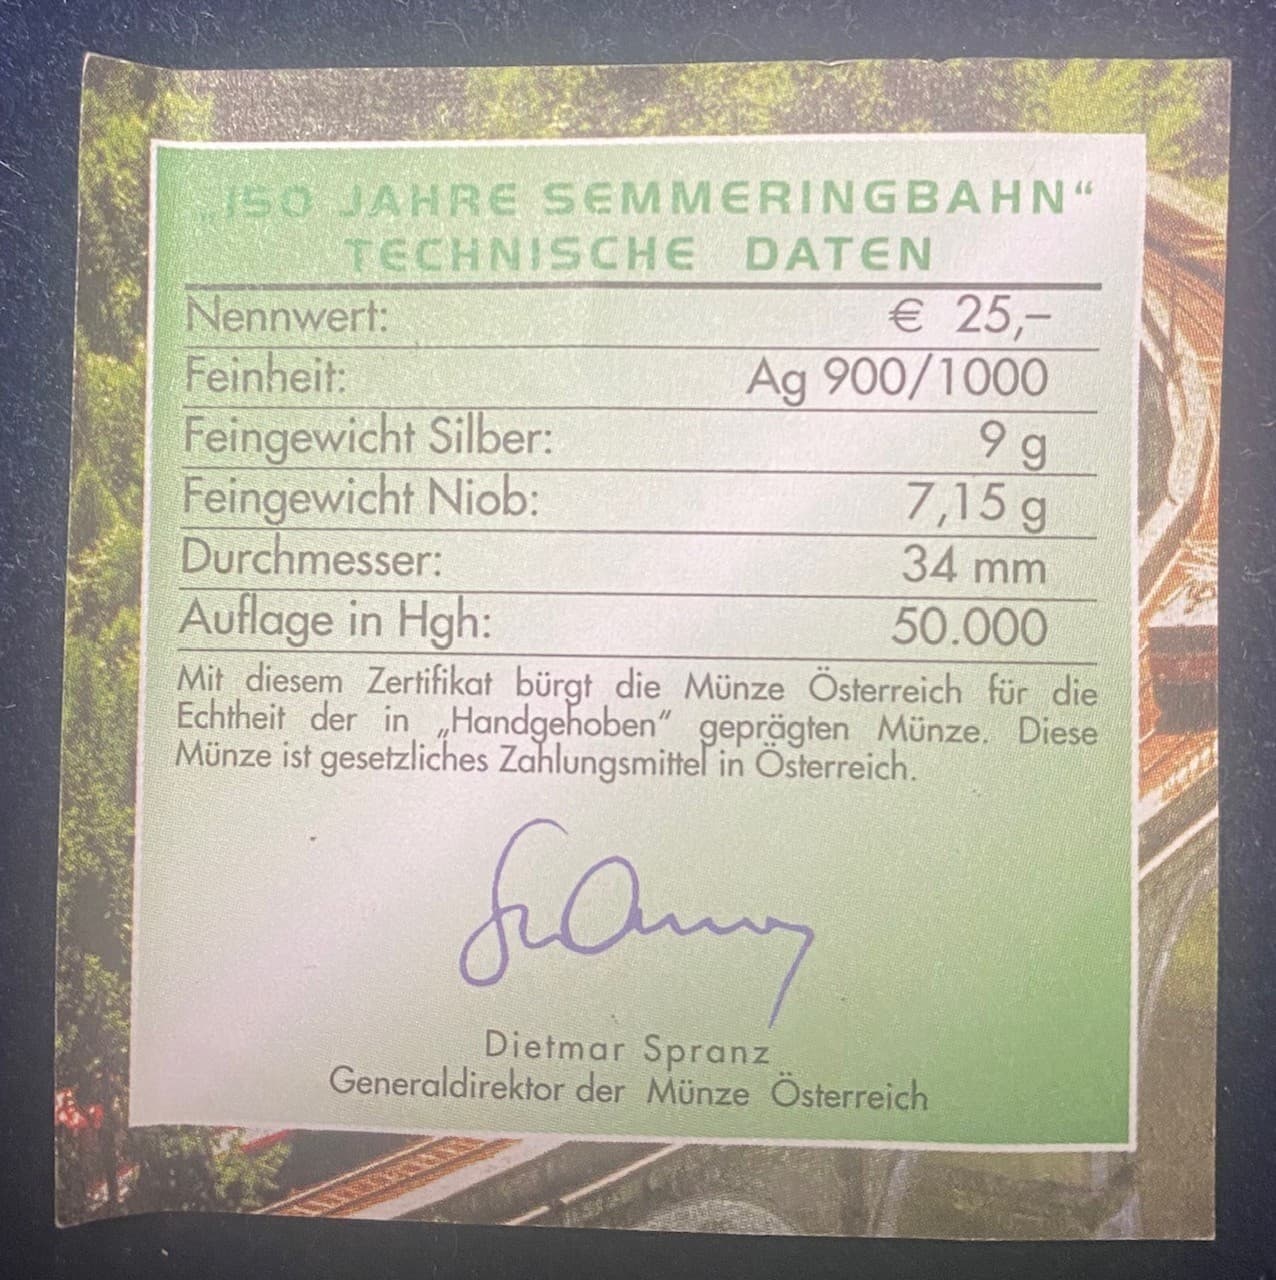 „150 JAHRE SEMMERINGBAHN“
TECHNISCHE DATEN
Nennwert: € 25,–
Feinheit: Ag 900/1000
Feingewicht Silber: 9 g
Feingewicht Niob: 7,15 g
Durchmesser: 34 mm
Auflage in Hgh: 50.000
Mit diesem Zertifikat bürgt die Münze Österreich für die
Echtheit der in „Handgehoben“ geprägten Münze. Diese
Münze ist gesetzliches Zahlungsmittel in Österreich.
Dietmar Spranz
Generaldirektor der Münze Österreich